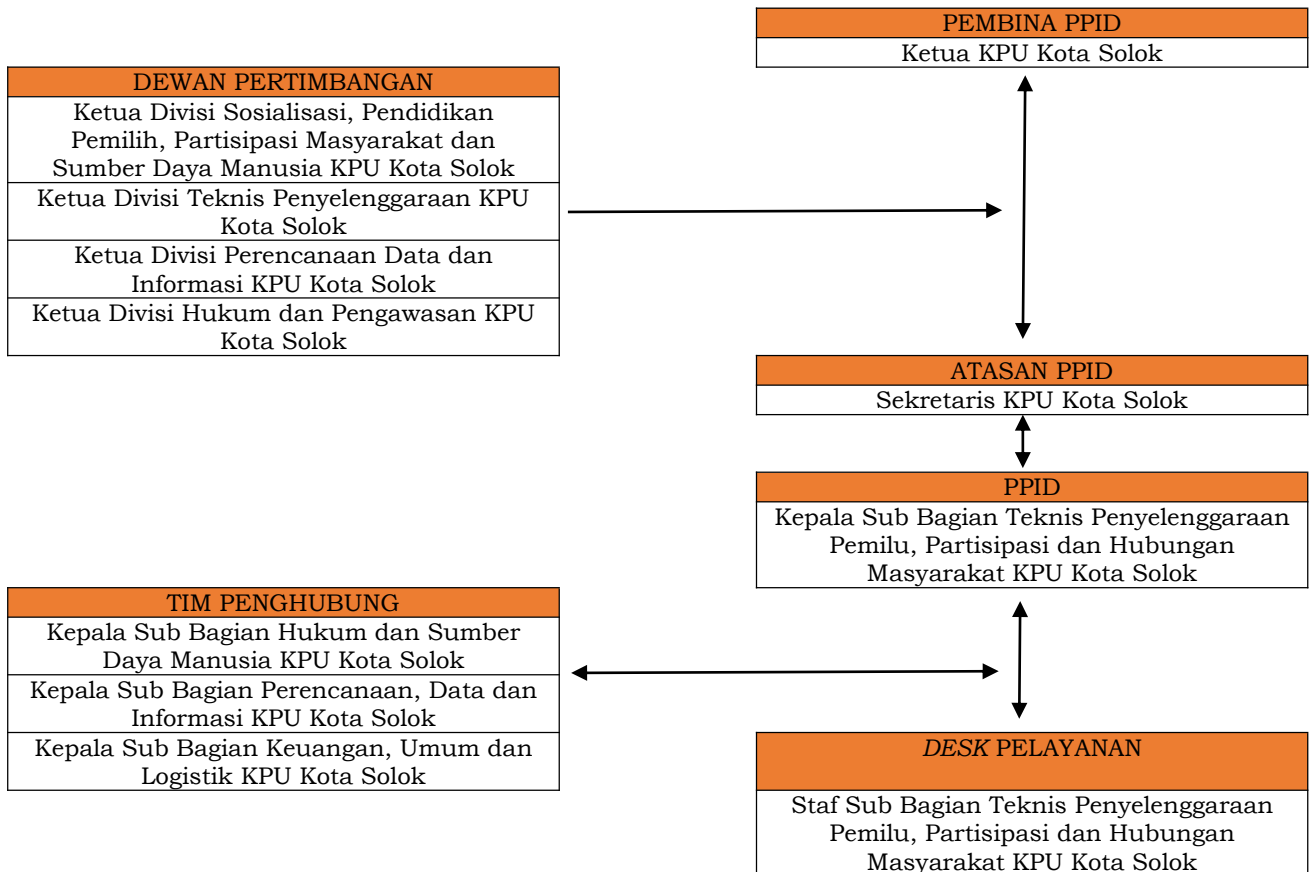 PEMBINA PPID
Ketua KPU Kota Solok
DEWAN PERTIMBANGAN
Ketua Divisi Sosialisasi, Pendidikan
Pemilih, Partisipasi Masyarakat dan
Sumber Daya Manusia KPU Kota Solok
Ketua Divisi Teknis Penyelenggaraan KPU
Kota Solok
Ketua Divisi Perencanaan Data dan
Informasi KPU Kota Solok
Ketua Divisi Hukum dan Pengawasan KPU
Kota Solok
ATASAN PPID
Sekretaris KPU Kota Solok
PPID
Kepala Sub Bagian Teknis Penyelenggaraan
Pemilu, Partisipasi dan Hubungan
Masyarakat KPU Kota Solok
TIM PENGHUBUNG
Kepala Sub Bagian Hukum dan Sumber
Daya Manusia KPU Kota Solok
Kepala Sub Bagian Perencanaan, Data dan
Informasi KPU Kota Solok
Kepala Sub Bagian Keuangan, Umum dan
Logistik KPU Kota Solok
DESK PELAYANAN
Staf Sub Bagian Teknis Penyelenggaraan
Pemilu, Partisipasi dan Hubungan
Masyarakat KPU Kota Solok